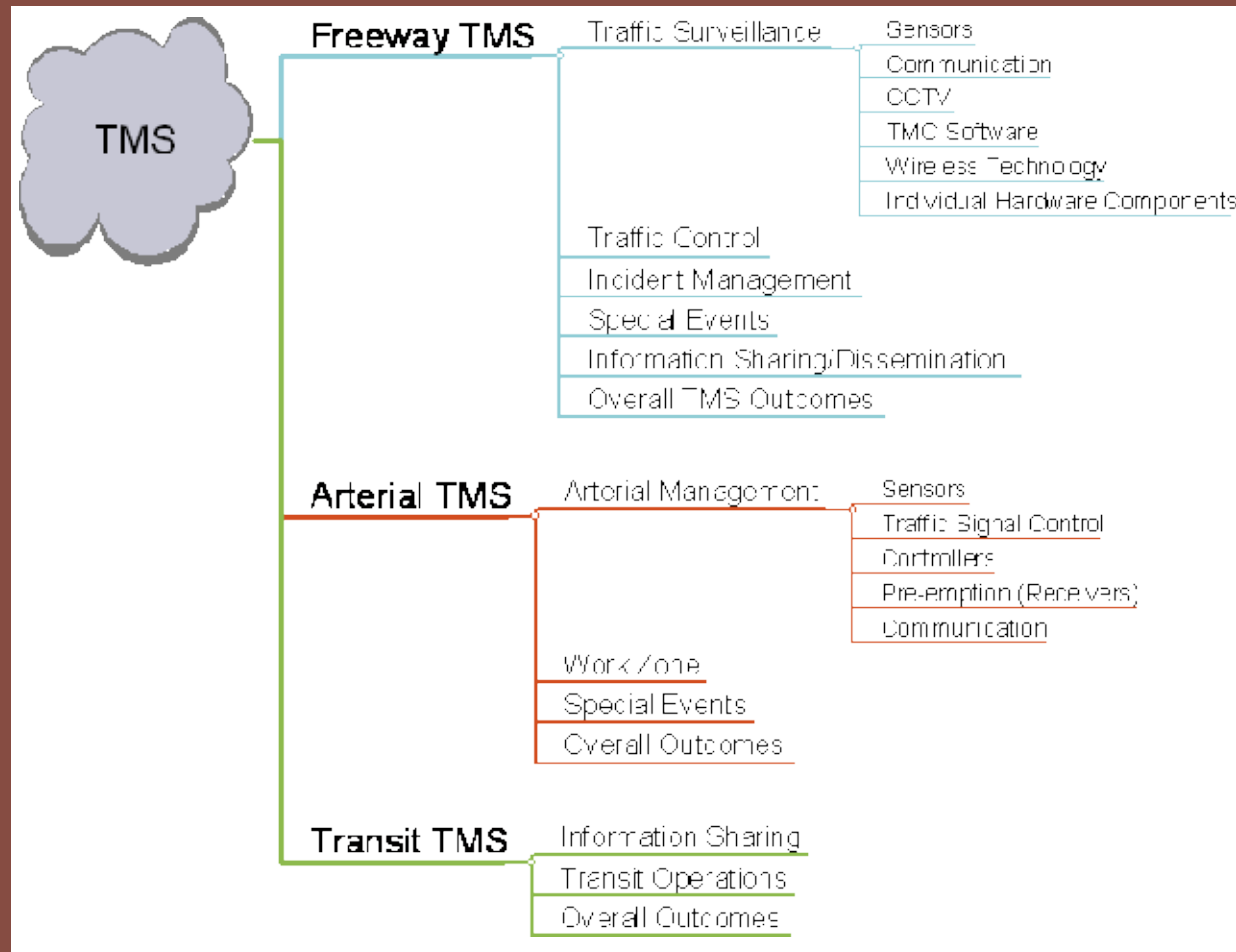 TMS
Freeway TMS
Traffic Surveillance
Sensors
Communication
CCTV
TMC Software
Wireless Technology
Individual Hardware Components
Traffic Control
Incident Management
Special Events
Information Sharing/Dissemination
Overall TMS Outcomes
Arterial TMS
Arterial Management
Sensors
Traffic Signal Control
Controllers
Pre-emption (Receivers)
Communication
Work Zone
Special Events
Overall Outcomes
Transit TMS
Information Sharing
Transit Operations
Overall Outcomes